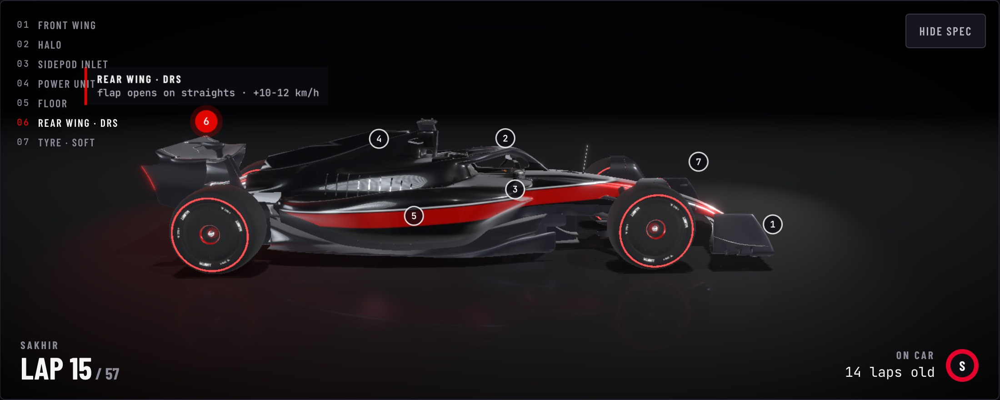 01 FRONT WING
02 HALO
03 SIDEPOD INLET
04 POWER UNIT
05 FLOOR
06 REAR WING · DRS
07 TYRE · SOFT
HIDE SPEC
REAR WING · DRS
flap opens on straights · +10-12 km/h
6
4
2
7
3
5
1
SAKHIR
LAP 15 / 57
ON CAR
14 laps old
S